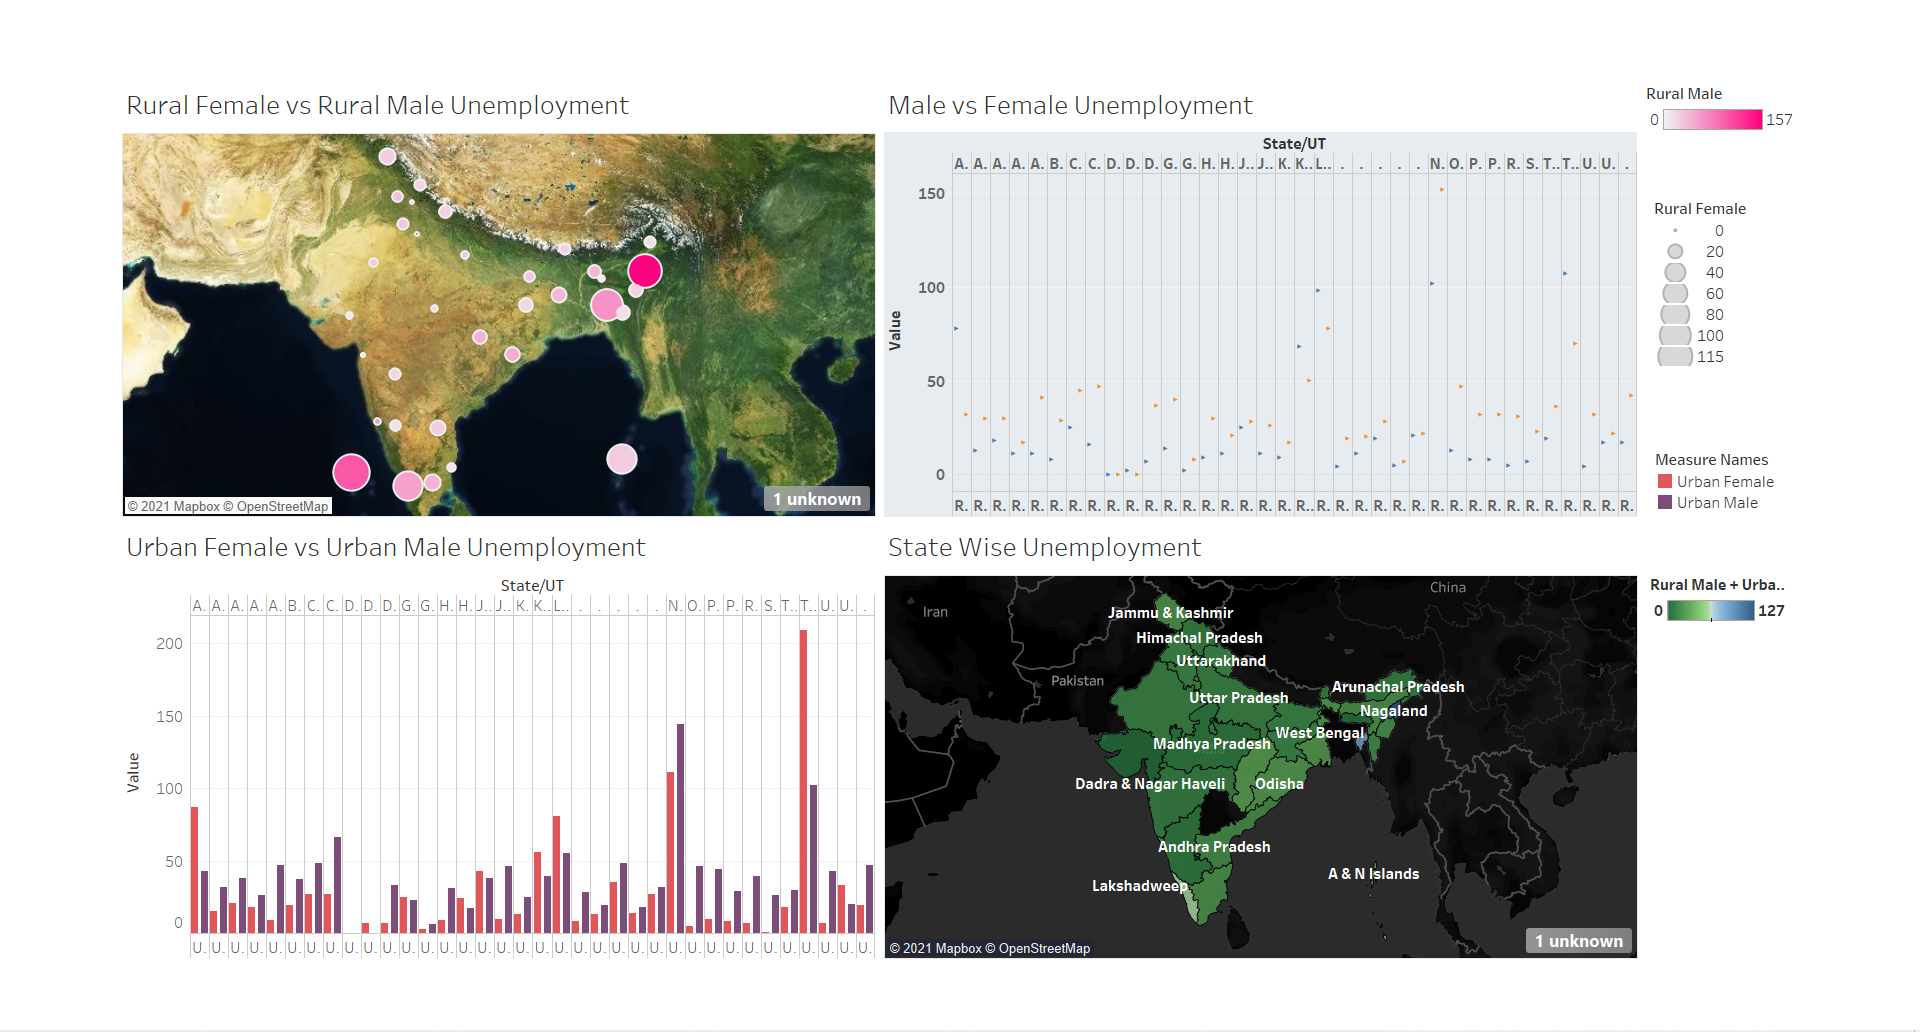 Rural Female vs Rural Male Unemployment
© 2021 Mapbox © OpenStreetMap
1 unknown
Male vs Female Unemployment
State/UT
A. A. A. A. A. B. C. C. D. D. D. G. G. H. H. J.. J.. K. K.. L.. . . . . . N. O. P. P. R. S. T.. T.. U. U. .
150
100
50
0
Value
R. R. R. R. R. R. R. R. R. R. R. R. R. R. R. R. R. R. R.. R. R. R. R. R. R. R. R. R. R. R. R. R. R. R. R. R.
Rural Male
0 157
Rural Female
0
20
40
60
80
100
115
Measure Names
Urban Female
Urban Male
Urban Female vs Urban Male Unemployment
State/UT
A. A. A. A. A. B. C. C. D. D. D. G. G. H. H. J.. J.. K. K.. L.. . . . . . N. O. P. P. R. S. T.. T.. U. U. .
200
150
100
50
0
Value
U. U. U. U. U. U. U. U. U. U. U. U. U. U. U. U. U. U. U. U. U. U. U. U. U. U. U. U. U. U. U. U. U. U. U. U.
State Wise Unemployment
China
Iran
Jammu & Kashmir
Himachal Pradesh
Uttarakhand
Pakistan
Arunachal Pradesh
Uttar Pradesh
Nagaland
West Bengal
Madhya Pradesh
Dadra & Nagar Haveli
Odisha
Andhra Pradesh
A & N Islands
Lakshadweep
© 2021 Mapbox © OpenStreetMap
1 unknown
Rural Male + Urba..
0 127